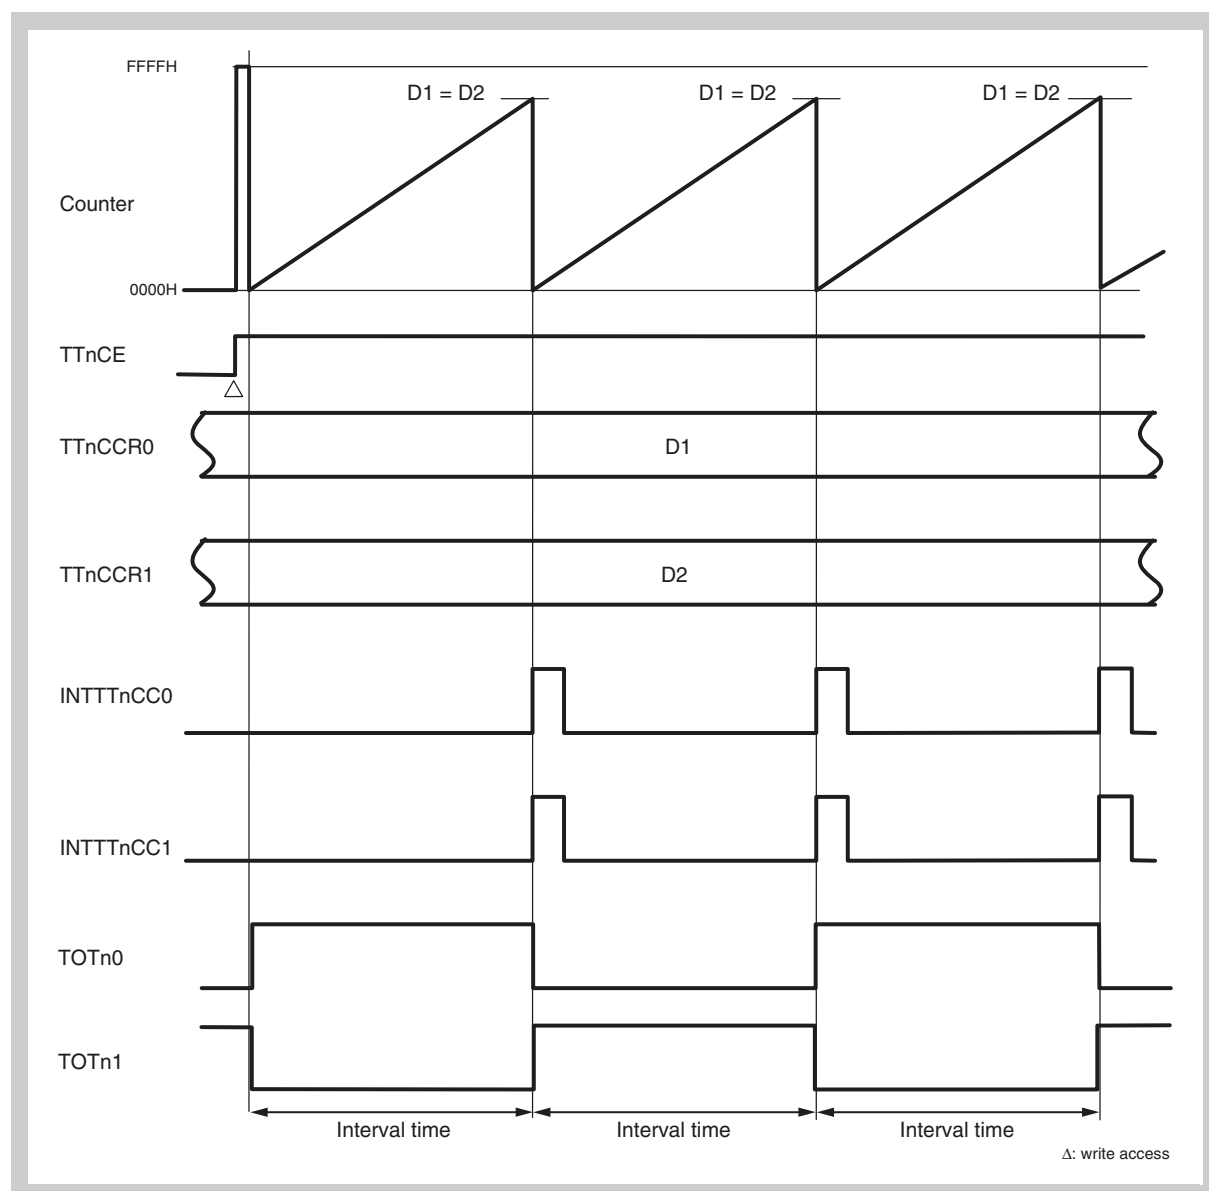 FFFFH
D1 = D2 D1 = D2 D1 = D2
Counter
0000H
TTnCE
TTnCCR0 D1
TTnCCR1 D2
INTTTnCC0
INTTTnCC1
TOTn0
TOTn1
Interval time Interval time Interval time
Δ: write access